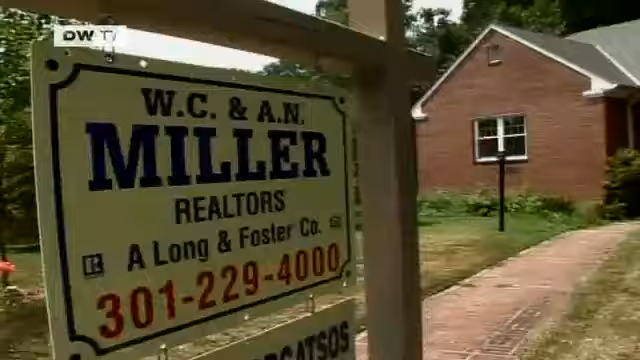 DW TV
W.C. & A.N.
MILLER
REALTORS
A Long & Foster Co.
301-229-4000